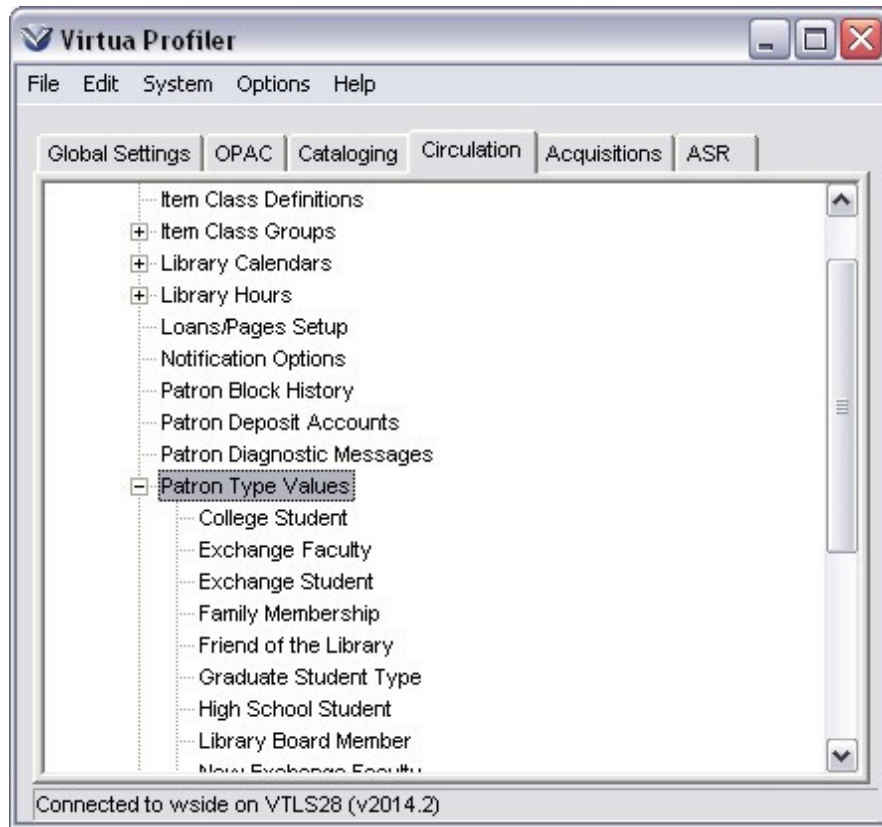 Virtua Profiler
File Edit System Options Help
Global Settings OPAC Cataloging Circulation Acquisitions ASR
Item Class Definitions
Item Class Groups
Library Calendars
Library Hours
Loans/Pages Setup
Notification Options
Patron Block History
Patron Deposit Accounts
Patron Diagnostic Messages
Patron Type Values
College Student
Exchange Faculty
Exchange Student
Family Membership
Friend of the Library
Graduate Student Type
High School Student
Library Board Member
New Exchange Faculty
Connected to wside on VTLS28 (v2014.2)